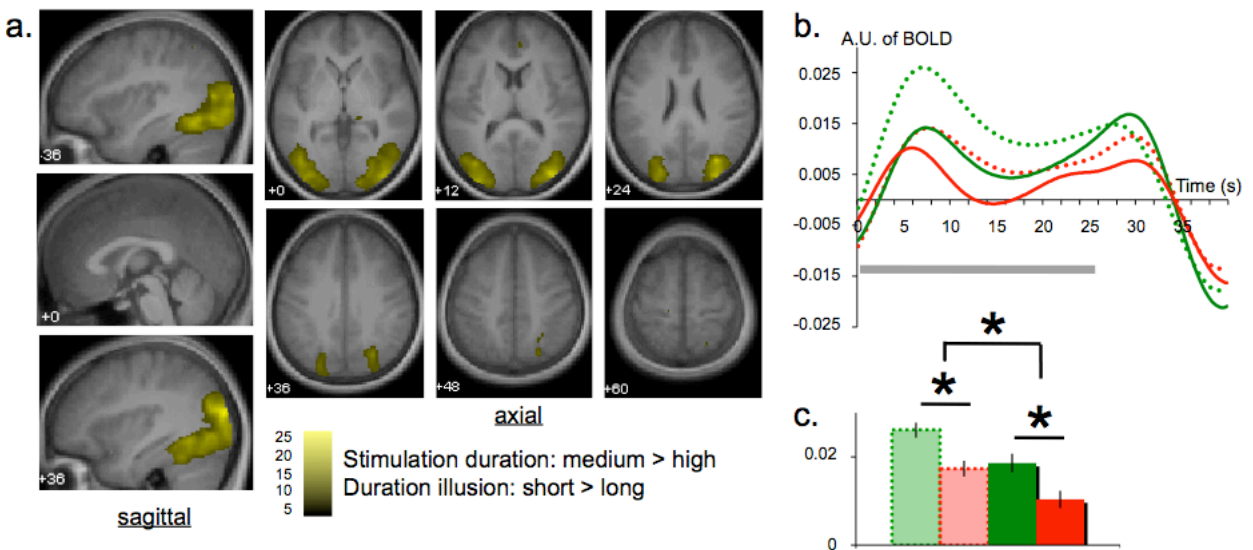 a.
-36
+0
+36
sagittal
+0
+12
+24
+36
+48
+60
axial
25
20
15
10
5
Stimulation duration: medium > high
Duration illusion: short > long
b.
A.U. of BOLD
0.025
0.015
0.005
-0.005
-0.015
-0.025
Time (s)
0 5 10 15 20 25 30 35
*
* *
c.
0.02
0